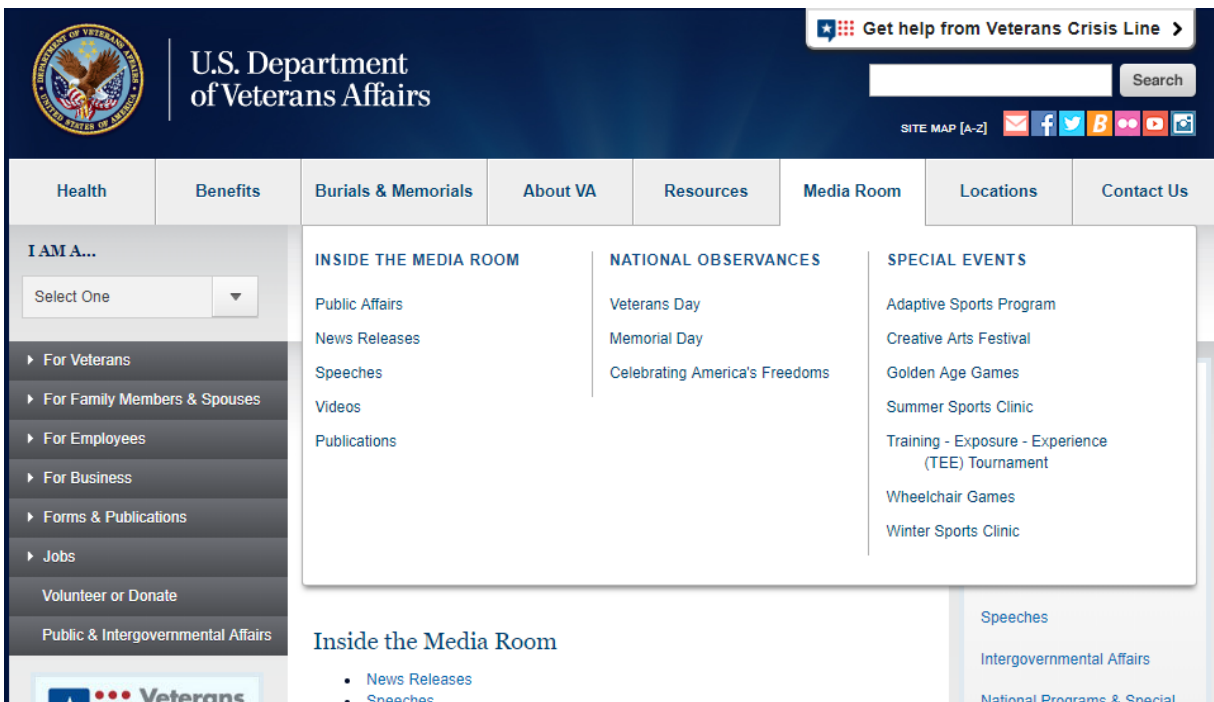 Get help from Veterans Crisis Line
U.S. Department
of Veterans Affairs
Search
SITE MAP [A-Z]
Health
Benefits
Burials & Memorials
About VA
Resources
Media Room
Locations
Contact Us
I AM A...
Select One
For Veterans
For Family Members & Spouses
For Employees
For Business
Forms & Publications
Jobs
Volunteer or Donate
Public & Intergovernmental Affairs
Veterans
INSIDE THE MEDIA ROOM
Public Affairs
News Releases
Speeches
Videos
Publications
NATIONAL OBSERVANCES
Veterans Day
Memorial Day
Celebrating America's Freedoms
SPECIAL EVENTS
Adaptive Sports Program
Creative Arts Festival
Golden Age Games
Summer Sports Clinic
Training - Exposure - Experience
(TEE) Tournament
Wheelchair Games
Winter Sports Clinic
Inside the Media Room
News Releases
Speeches
Speeches
Intergovernmental Affairs
National Programs & Special